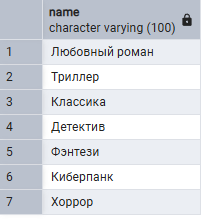 name
character varying (100)
1 Любовный роман
2 Триллер
3 Классика
4 Детектив
5 Фэнтези
6 Киберпанк
7 Хоррор